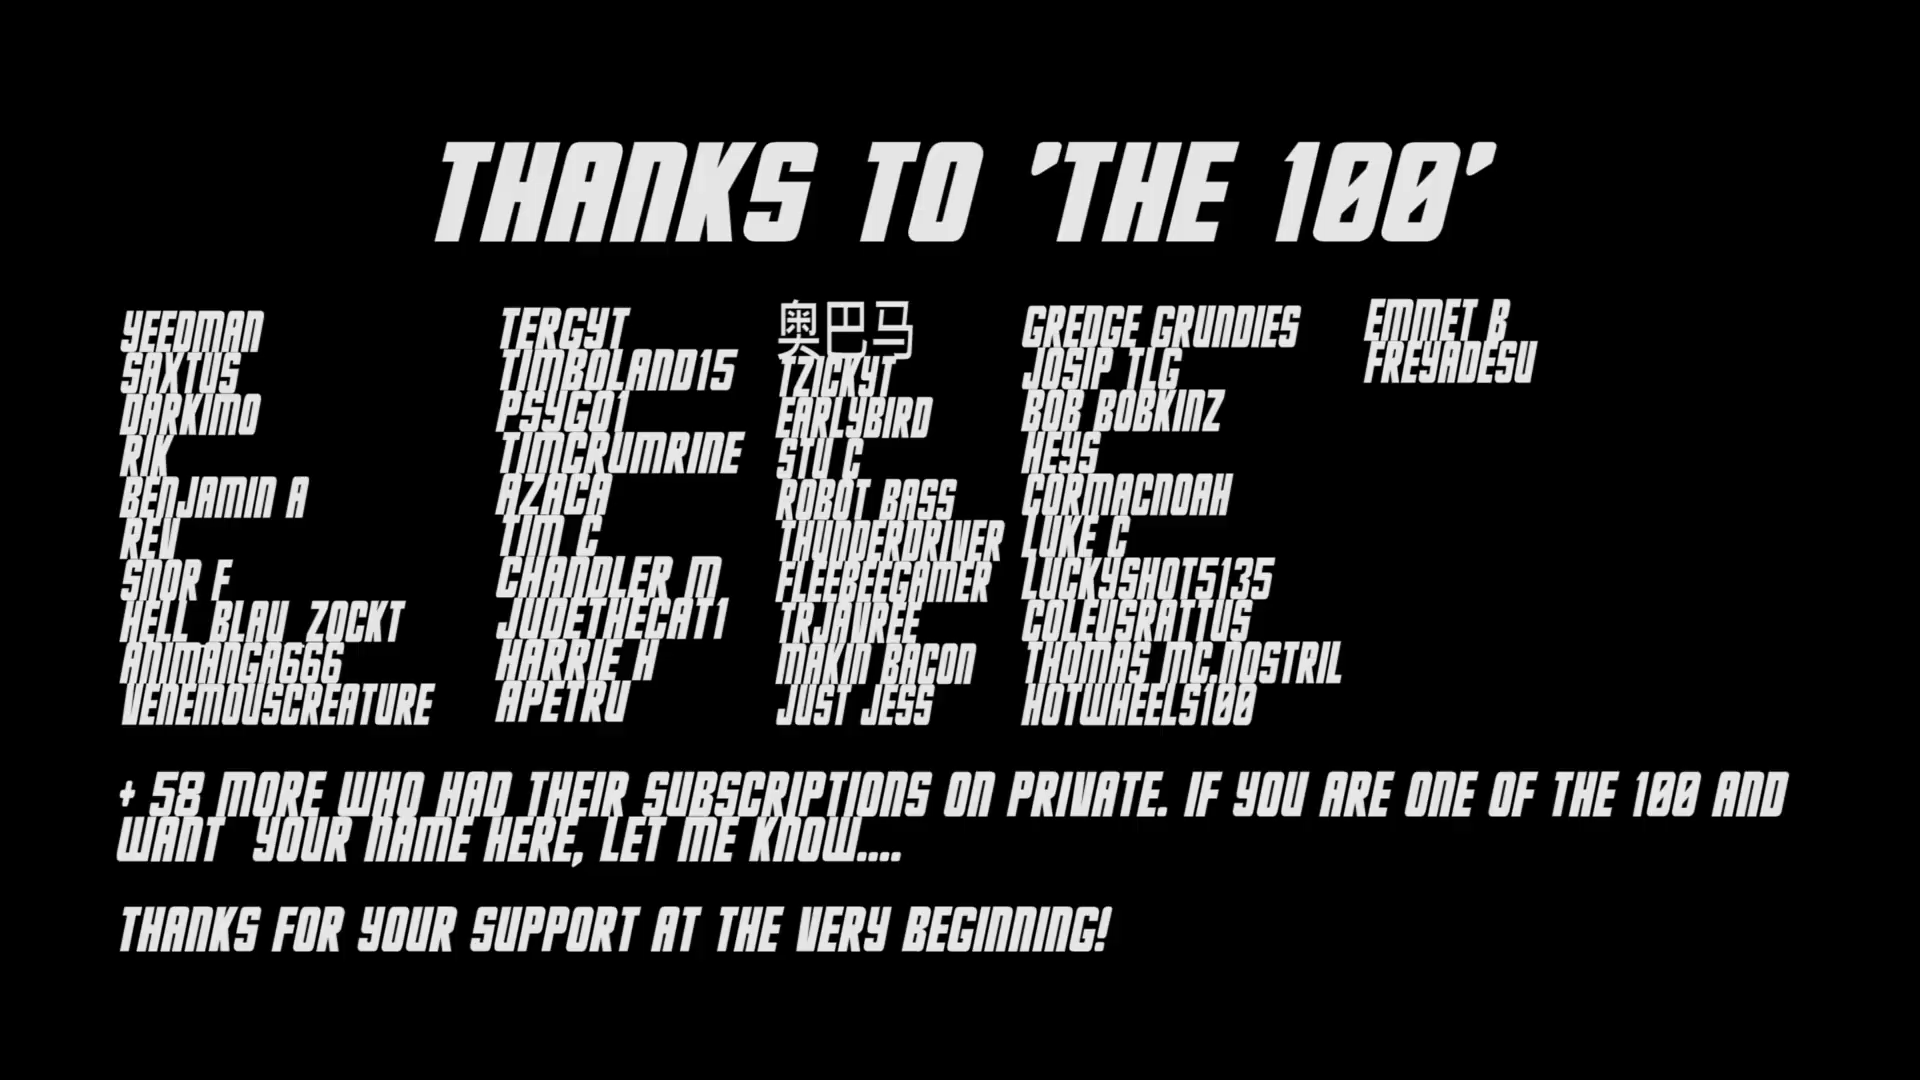 THANKS TO 'THE 100'
YEEDMAN
SAXTUS
DARKIMO
RIK
BENJAMIN A
REV
SNOR F
HELL_BLAU_ZOCKT
ANIMANGA666
VENEMOUSCREATURE
TERGYT
TIMBOLAND15
PSYGO1
TIMCRUMRINE
AZACA
TIM C
CHANDLER M
JUDETHECAT1
HARRIE H
APETRU
奥巴马
TZICKYT
EARLYBIRD
STU C
ROBOT BASS
THUNDERDRIVER
FLEEBEEGAMER
TRJAVREE
MAKIN BACON
JUST JESS
GREDGE GRUNDIES
JOSIP TLG
BOB BOBKINZ
HEYS
CORMACNOAH
LUKE C
LUCKYSHOT5135
COLEUSRATTUS
THOMAS MC.NOSTRIL
HOTWHEELS100
EMMET B
FREYADESU
+ 58 MORE WHO HAD THEIR SUBSCRIPTIONS ON PRIVATE. IF YOU ARE ONE OF THE 100 AND
WANT YOUR NAME HERE, LET ME KNOW....
THANKS FOR YOUR SUPPORT AT THE VERY BEGINNING!